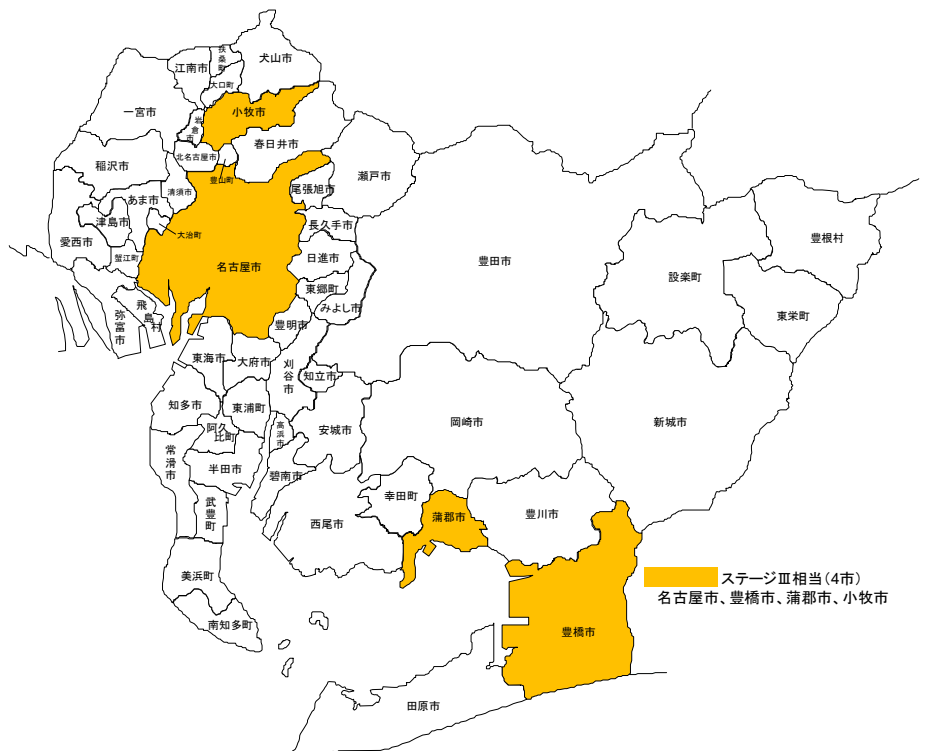 扶桑町
犬山市
江南市
大口町
小牧市
一宮市
岩倉市
春日井市
北名古屋市
稲沢市
豊山町
瀬戸市
清須市
尾張旭市
あま市
津島市
大治町
長久手市
愛西市
蟹江町
日進市
名古屋市
豊田市
豊根村
設楽町
東郷町
みよし市
東栄町
飛島村
弥富市
豊明市
東海市
大府市
刈谷市
知立市
知多市
東浦町
阿久比町
高浜市
安城市
岡崎市
新城市
常滑市
半田市
碧南市
武豊町
幸田町
蒲郡市
豊川市
西尾市
美浜町
南知多町
豊橋市
田原市
ステージⅢ相当(4市)
名古屋市、豊橋市、蒲郡市、小牧市